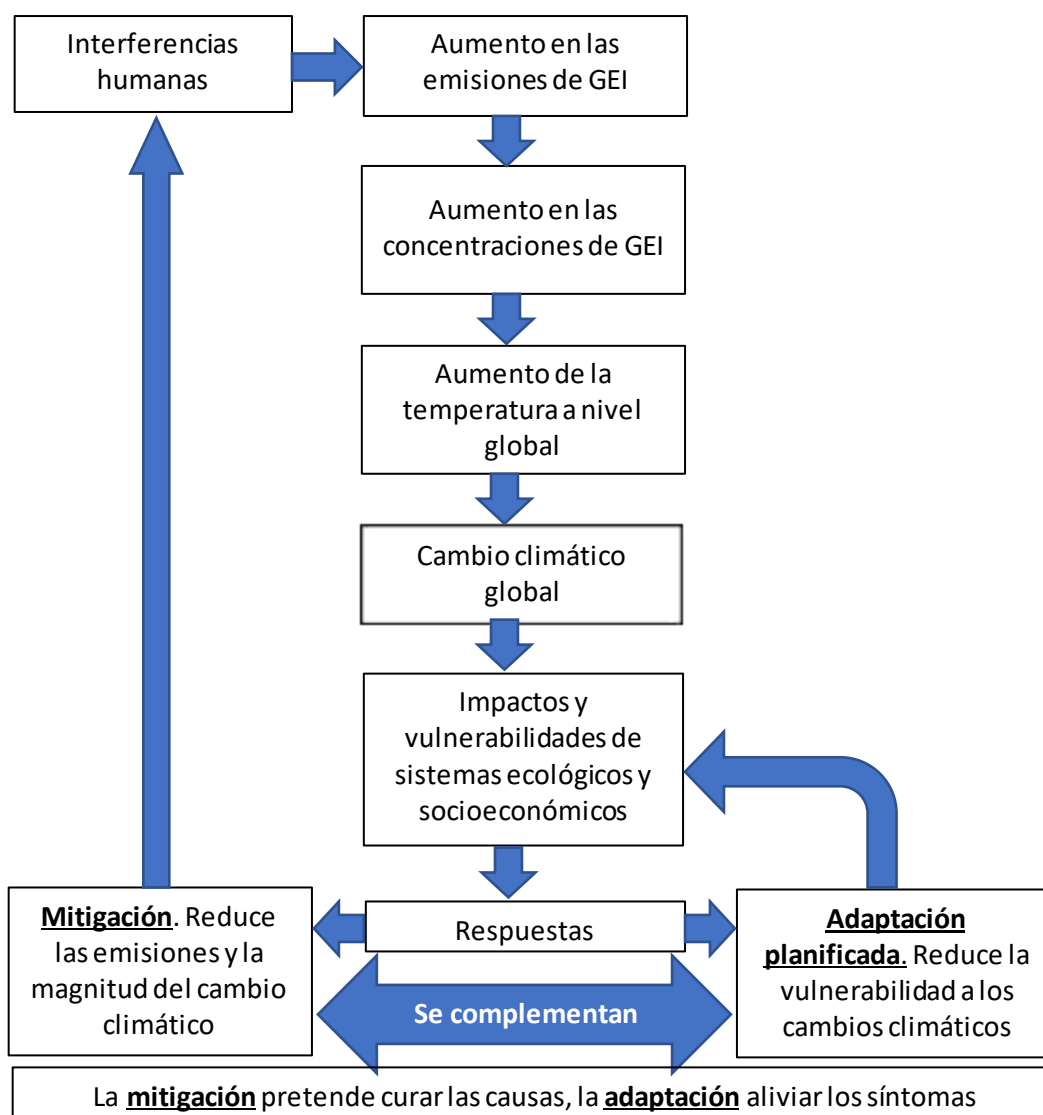 Interferencias
humanas
Aumento en las
emisiones de GEI
Aumento en las
concentraciones de GEI
Aumento de la
temperatura a nivel
global
Cambio climático
global
Impactos y
vulnerabilidades de
sistemas ecológicos y
socioeconómicos
Respuestas
Mitigación. Reduce
las emisiones y la
magnitud del cambio
climático
Se complementan
Adaptación
planificada. Reduce la
vulnerabilidad a los
cambios climáticos
La mitigación pretende curar las causas, la adaptación aliviar los síntomas